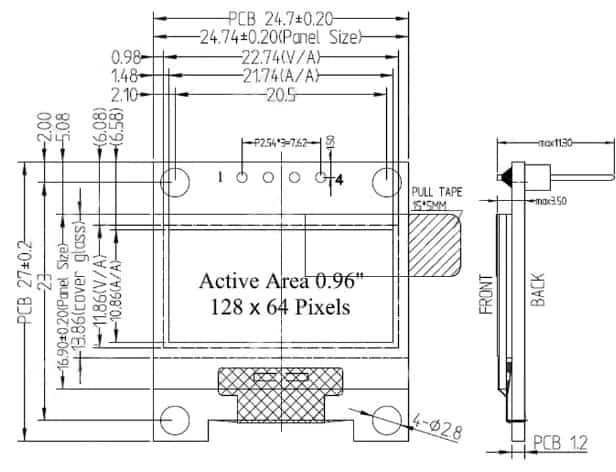 PCB 24.7±0.20
24.74±0.20(Panel Size)
0.98
22.74(V/A)
1.48
21.74(A/A)
2.10
20.5
2.00
5.08
(6.08)
(6.58)
P2.54*3=7.62
1.50
max11.30
1
4
PULL TAPE
15*5MM
max3.50
PCB 27±0.2
23
16.90±0.20(Panel Size)
13.86(cover glass)
11.86(V/A)
10.86(A/A)
Active Area 0.96"
128 x 64 Pixels
FRONT
BACK
4-Φ2.8
PCB 1.2